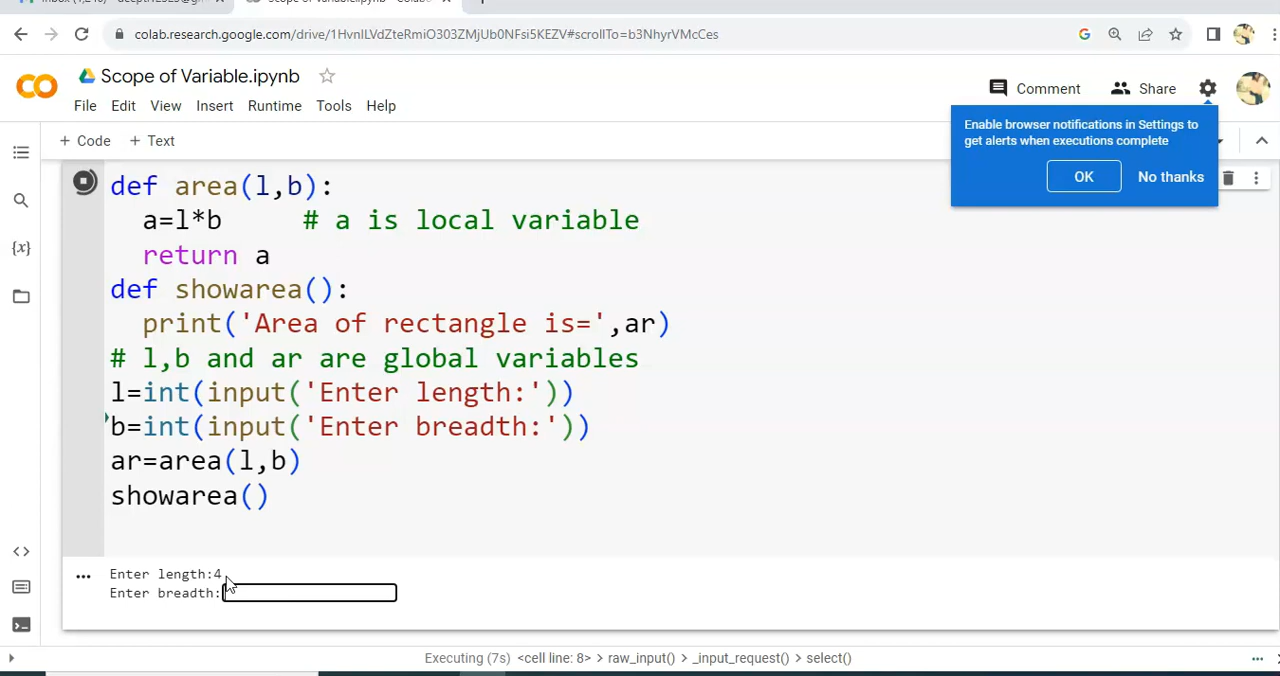 colab.research.google.com/drive/1HvnILVdZteRmiO303ZMjUb0NFsi5KEZV#scrollTo=b3NhyrVMcCes
Scope of Variable.ipynb
Comment
Share
File Edit View Insert Runtime Tools Help
Enable browser notifications in Settings to
get alerts when executions complete
OK
No thanks
+ Code + Text
def area(l,b):
a=l*b # a is local variable
return a
def showarea():
print('Area of rectangle is=',ar)
# l,b and ar are global variables
l=int(input('Enter length:'))
b=int(input('Enter breadth:'))
ar=area(l,b)
showarea()
Enter length:4
Enter breadth:
Executing (7s) <cell line: 8> > raw_input() > _input_request() > select()